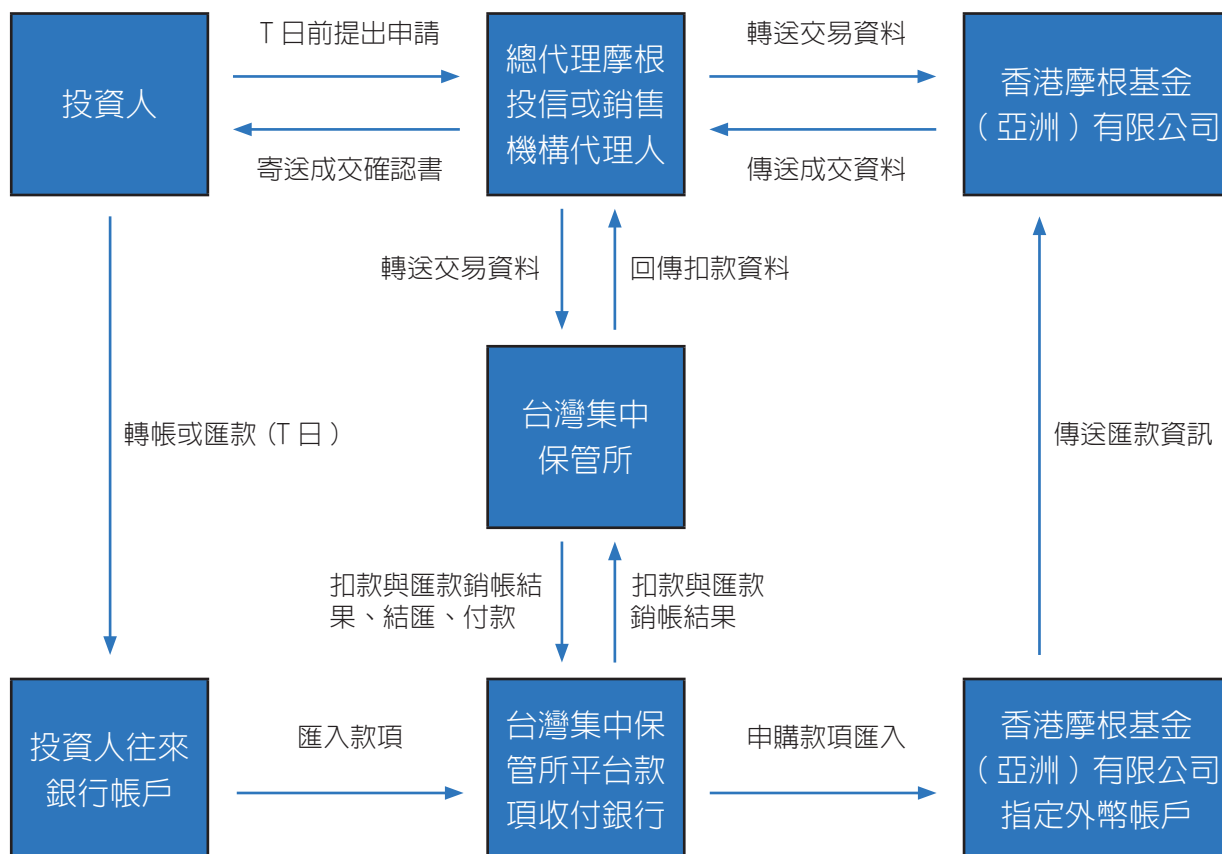 投資人
T 日前提出申請
寄送成交確認書
總代理摩根
投信或銷售
機構代理人
轉送交易資料
傳送成交資料
香港摩根基金
（亞洲）有限公司
轉送交易資料
回傳扣款資料
台灣集中
保管所
轉帳或匯款 (T 日 )
傳送匯款資訊
扣款與匯款銷帳結
果、結匯、付款
扣款與匯款
銷帳結果
投資人往來
銀行帳戶
匯入款項
台灣集中保
管所平台款
項收付銀行
申購款項匯入
香港摩根基金
（亞洲）有限公司
指定外幣帳戶